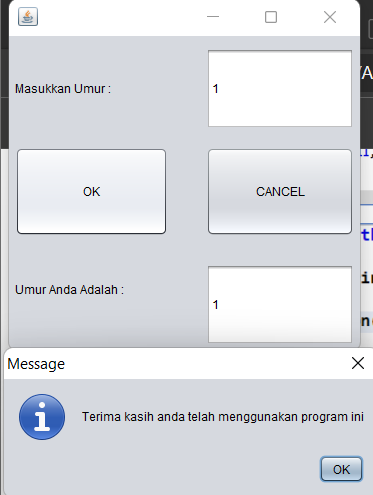 Masukkan Umur :
1
OK
CANCEL
Umur Anda Adalah :
1
Message
Terima kasih anda telah menggunakan program ini
OK